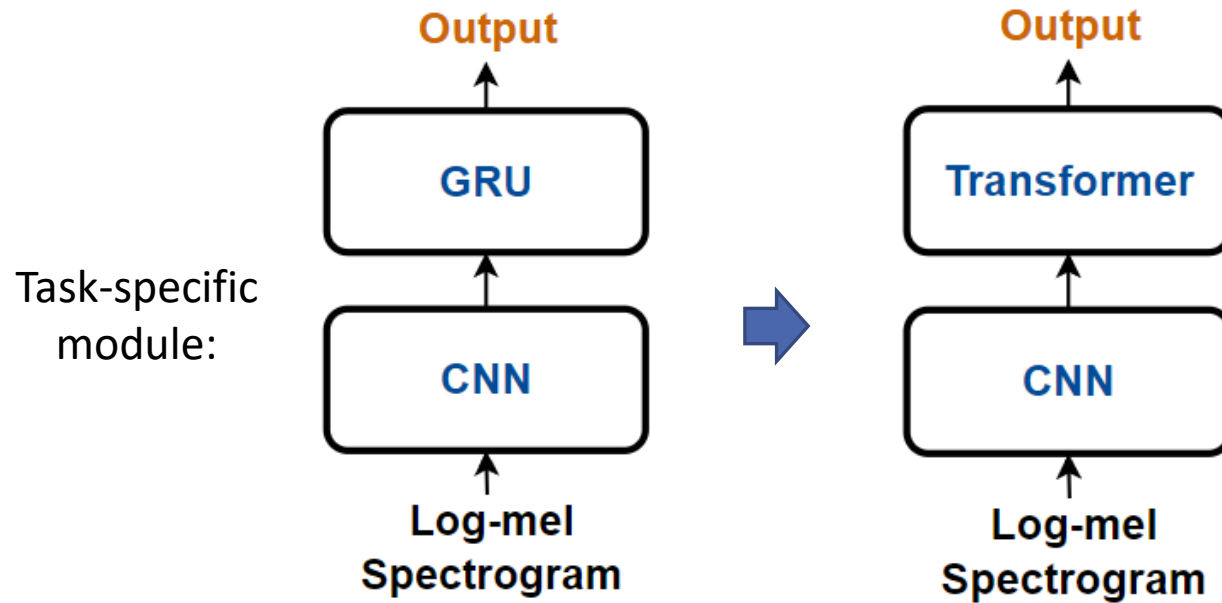 Task-specific
module:
Output
GRU
CNN
Log-mel
Spectrogram
Output
Transformer
CNN
Log-mel
Spectrogram